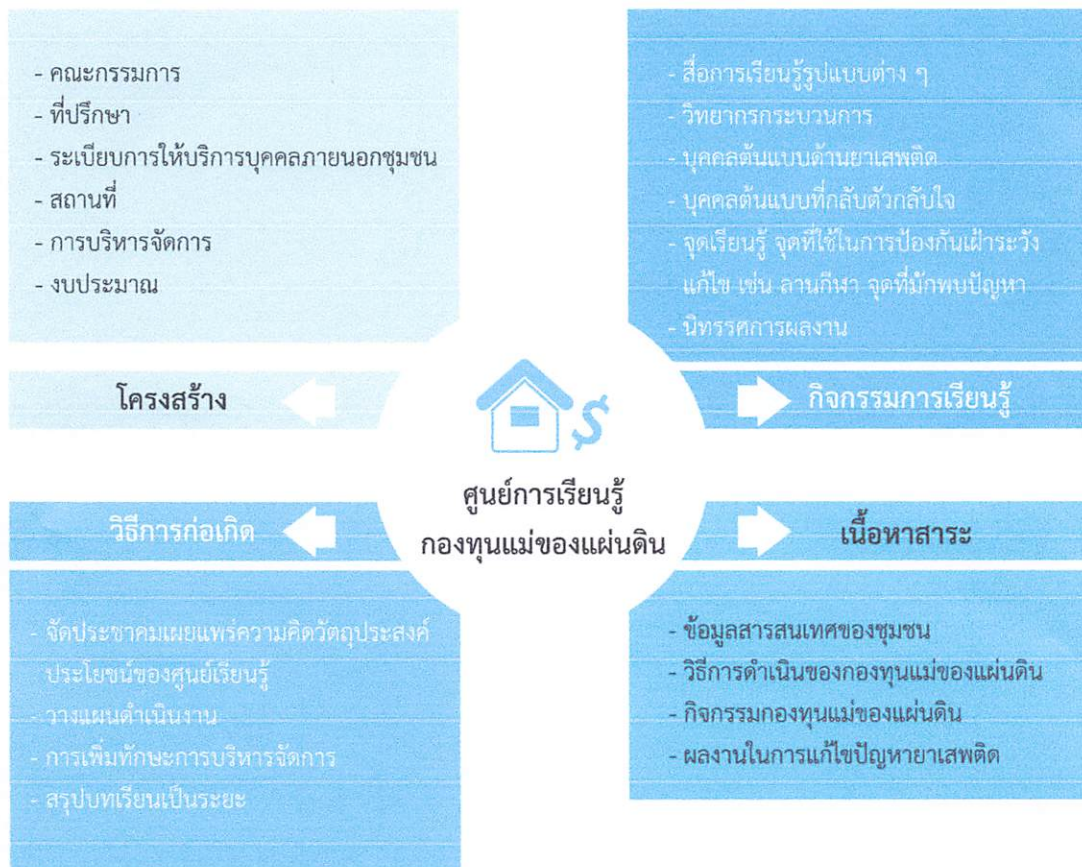 - คณะกรรมการ
- ที่ปรึกษา
- ระเบียบการให้บริการบุคคลภายนอกชุมชน
- สถานที่
- การบริหารจัดการ
- งบประมาณ
โครงสร้าง
- สื่อการเรียนรู้รูปแบบต่าง ๆ
- วิทยากรกระบวนการ
- บุคคลต้นแบบด้านยาเสพติด
- บุคคลต้นแบบที่กลับตัวกลับใจ
- จุดเรียนรู้ จุดที่ใช้ในการป้องกันเฝ้าระวัง
แก้ไข เช่น ลานกีฬา จุดที่มักพบปัญหา
- นิทรรศการผลงาน
กิจกรรมการเรียนรู้
$
ศูนย์การเรียนรู้
กองทุนแม่ของแผ่นดิน
วิธีการก่อเกิด
- จัดประชาคมเผยแพร่ความคิดวัตถุประสงค์
ประโยชน์ของศูนย์เรียนรู้
- วางแผนดำเนินงาน
- การเพิ่มทักษะการบริหารจัดการ
- สรุปบทเรียนเป็นระยะ
เนื้อหาสาระ
- ข้อมูลสารสนเทศของชุมชน
- วิธีการดำเนินของกองทุนแม่ของแผ่นดิน
- กิจกรรมกองทุนแม่ของแผ่นดิน
- ผลงานในการแก้ไขปัญหายาเสพติด